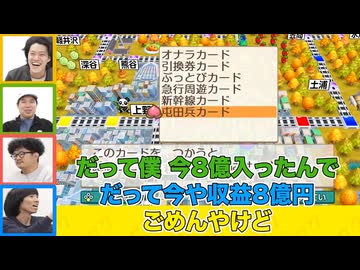 軽井沢
深谷
熊谷
土浦
上野
オナラカード
引換券カード
ぶっとびカード
急行周遊カード
新幹線カード
屯田兵カード
このカードを つかうと
だって僕 今8億入ったんで
だって今や収益8億円
い
ごめんやけど